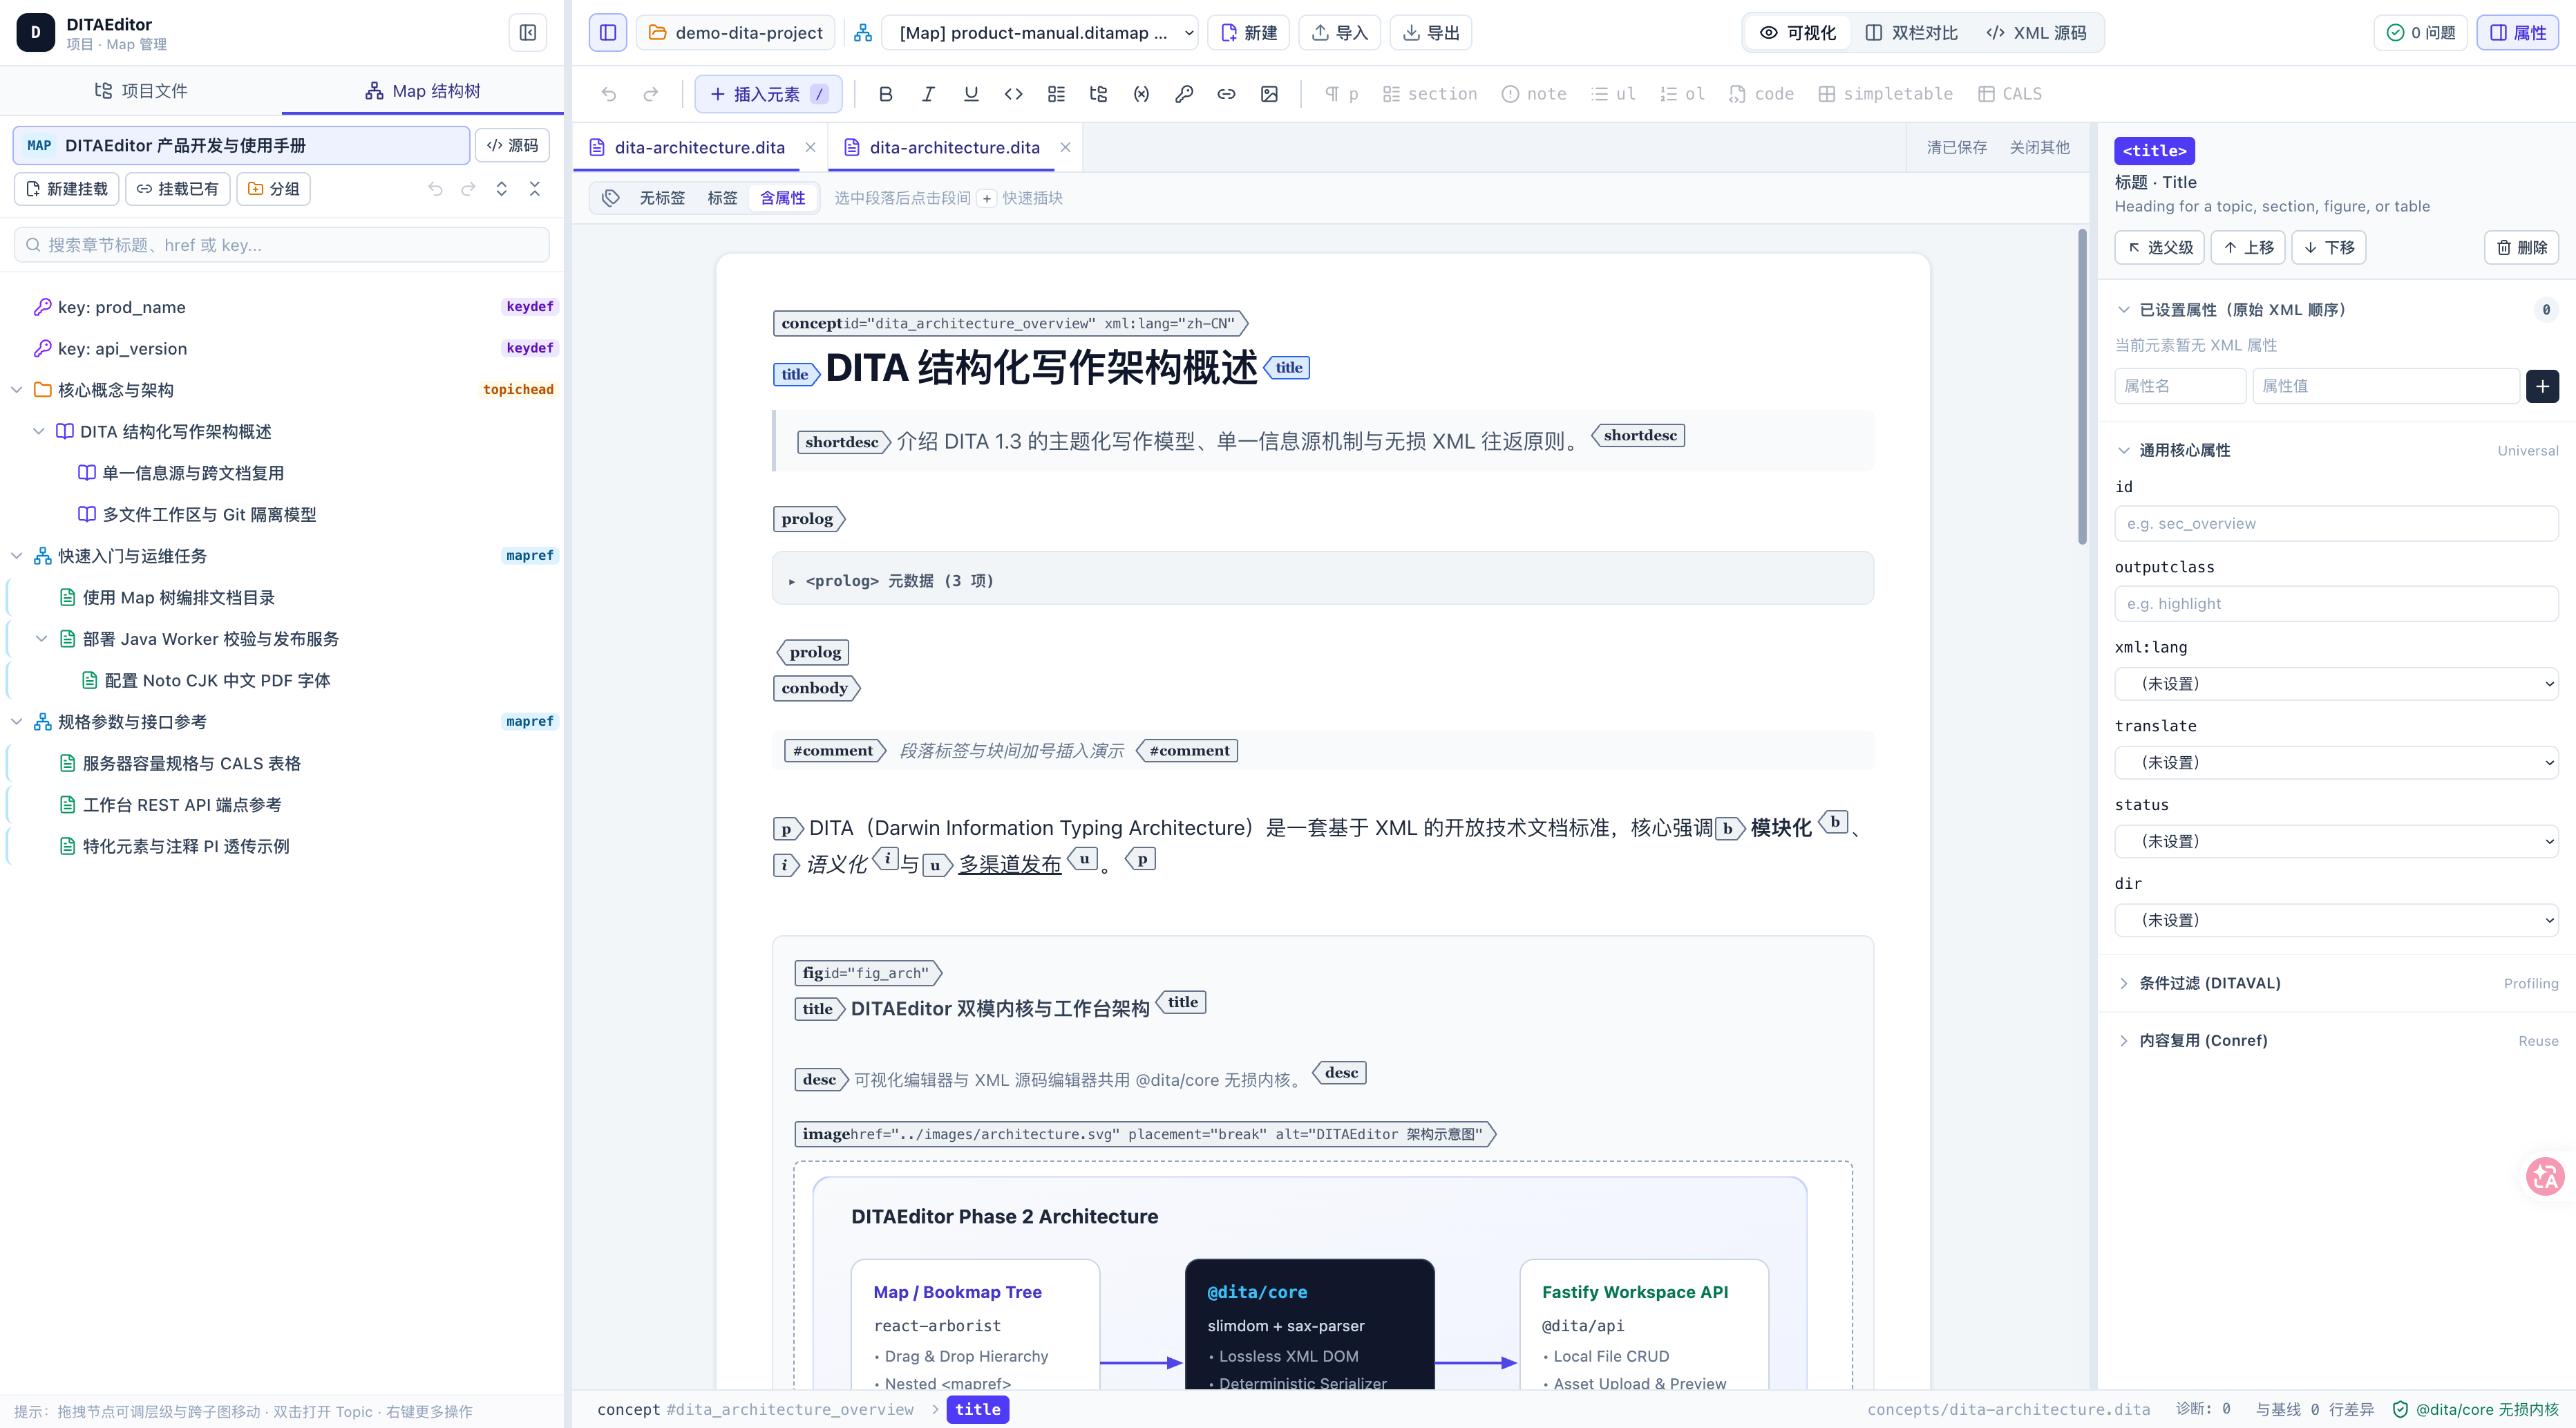 D
DITAEditor
项目 · Map 管理
项目文件
Map 结构树
MAP DITAEditor 产品开发与使用手册
源码
新建挂载
挂载已有
分组
搜索章节标题、href 或 key...
key: prod_name keydef
key: api_version keydef
核心概念与架构 topichead
DITA 结构化写作架构概述
单一信息源与跨文档复用
多文件工作区与 Git 隔离模型
快速入门与运维任务 mapref
使用 Map 树编排文档目录
部署 Java Worker 校验与发布服务
配置 Noto CJK 中文 PDF 字体
规格参数与接口参考 mapref
服务器容量规格与 CALS 表格
工作台 REST API 端点参考
特化元素与注释 PI 透传示例
提示：拖拽节点可调层级与跨子图移动 · 双击打开 Topic · 右键更多操作
demo-dita-project
[Map] product-manual.ditamap ...
新建
导入
导出
可视化
双栏对比
XML 源码
0 问题
属性
插入元素 /
p
section
note
ul
ol
code
simpletable
CALS
dita-architecture.dita
dita-architecture.dita
清已保存
关闭其他
无标签
标签
含属性
选中段落后点击段间 + 快速插块
concept id="dita_architecture_overview" xml:lang="zh-CN"
title DITA 结构化写作架构概述 title
shortdesc 介绍 DITA 1.3 的主题化写作模型、单一信息源机制与无损 XML 往返原则。 shortdesc
prolog
▸ <prolog> 元数据 (3 项)
prolog
conbody
#comment 段落标签与块间加号插入演示 #comment
p DITA（Darwin Information Typing Architecture）是一套基于 XML 的开放技术文档标准，核心强调 b 模块化 b 、
i 语义化 i 与 u 多渠道发布 u 。 p
fig id="fig_arch"
title DITAEditor 双模内核与工作台架构 title
desc 可视化编辑器与 XML 源码编辑器共用 @dita/core 无损内核。 desc
image href="../images/architecture.svg" placement="break" alt="DITAEditor 架构示意图"
DITAEditor Phase 2 Architecture
Map / Bookmap Tree
react-arborist
• Drag & Drop Hierarchy
• Nested <mapref>
@dita/core
slimdom + sax-parser
• Lossless XML DOM
• Deterministic Serializer
Fastify Workspace API
@dita/api
• Local File CRUD
• Asset Upload & Preview
concept #dita_architecture_overview > title
concepts/dita-architecture.dita
诊断: 0
与基线 0 行差异
@dita/core 无损内核
<title>
标题 · Title
Heading for a topic, section, figure, or table
选父级
上移
下移
删除
已设置属性（原始 XML 顺序） 0
当前元素暂无 XML 属性
属性名
属性值
通用核心属性 Universal
id
e.g. sec_overview
outputclass
e.g. highlight
xml:lang
（未设置）
translate
（未设置）
status
（未设置）
dir
（未设置）
条件过滤 (DITAVAL) Profiling
内容复用 (Conref) Reuse